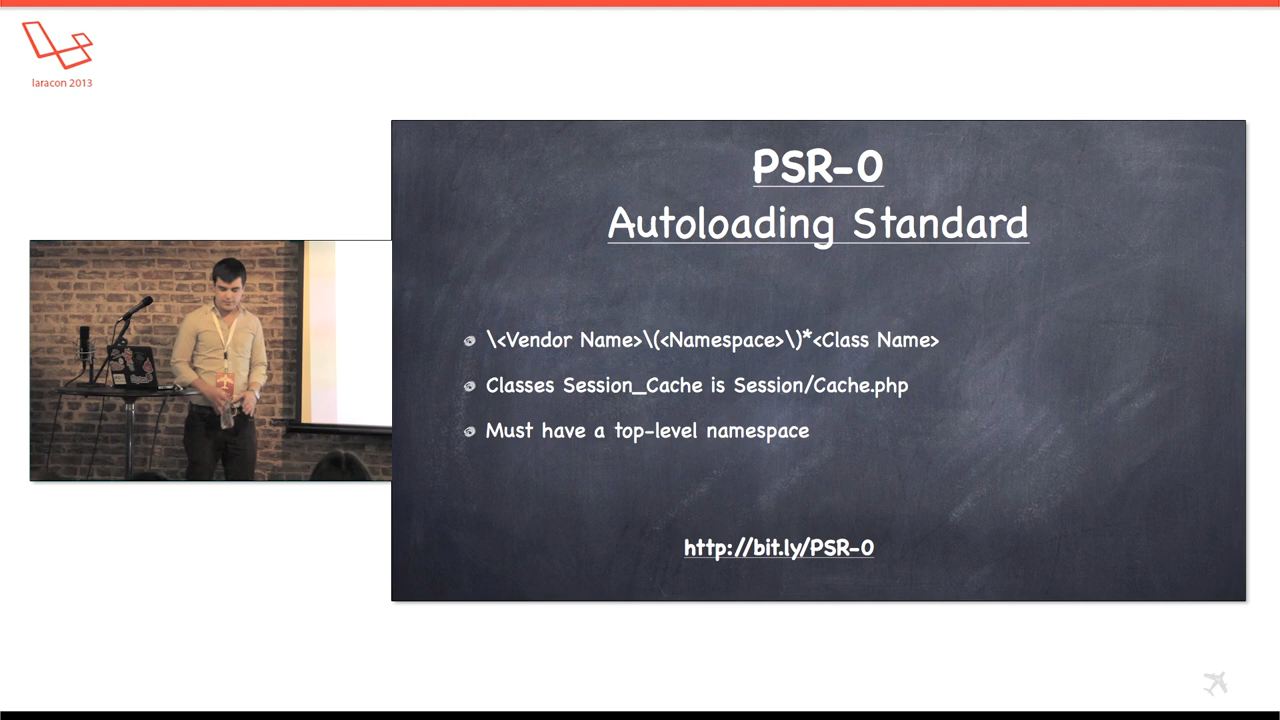 laracon 2013
PSR-0
Autoloading Standard
\<Vendor Name>\(<Namespace>\)*<Class Name>
Classes Session_Cache is Session/Cache.php
Must have a top-level namespace
http://bit.ly/PSR-0